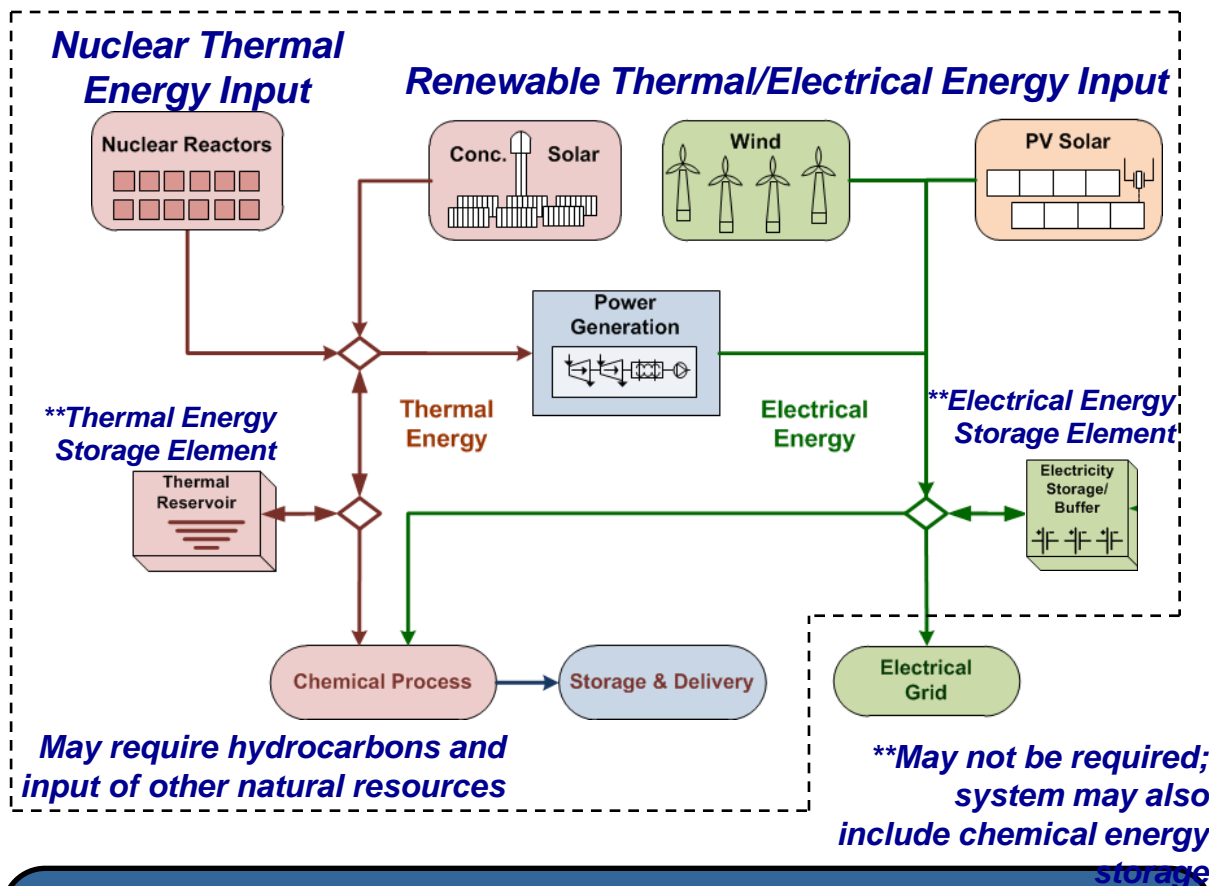 Nuclear Thermal
Energy Input
Renewable Thermal/Electrical Energy Input
Nuclear Reactors
Conc. Solar
Wind
PV Solar
Power
Generation
**Thermal Energy
Storage Element
Thermal
Energy
Electrical
Energy
**Electrical Energy
Storage Element
Thermal
Reservoir
Electricity
Storage/
Buffer
Chemical Process
Storage & Delivery
Electrical
Grid
May require hydrocarbons and
input of other natural resources
**May not be required;
system may also
include chemical energy
storage